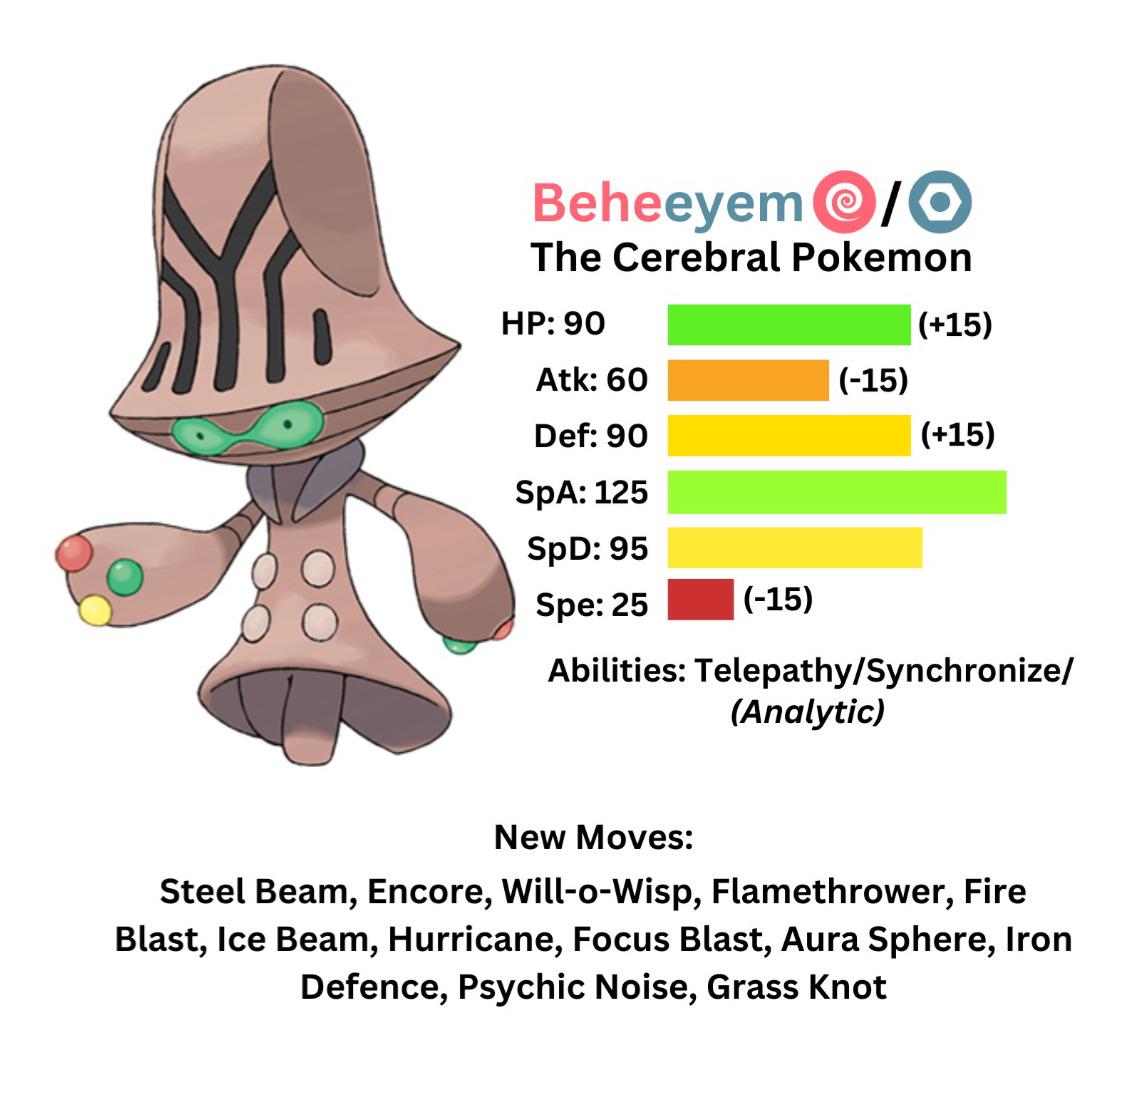 Beheeyem /
The Cerebral Pokemon
HP: 90 (+15)
Atk: 60 (-15)
Def: 90 (+15)
SpA: 125
SpD: 95
Spe: 25 (-15)
Abilities: Telepathy/Synchronize/
(Analytic)
New Moves:
Steel Beam, Encore, Will-o-Wisp, Flamethrower, Fire
Blast, Ice Beam, Hurricane, Focus Blast, Aura Sphere, Iron
Defence, Psychic Noise, Grass Knot